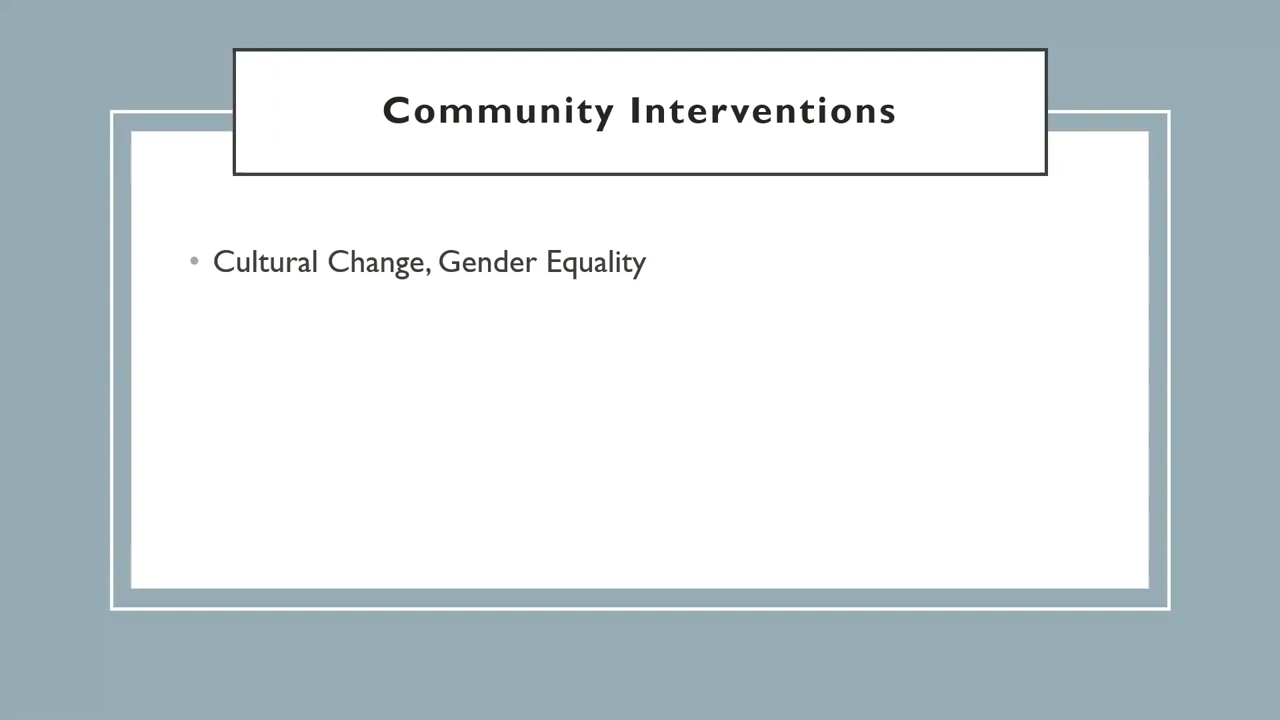 Community Interventions
• Cultural Change, Gender Equality